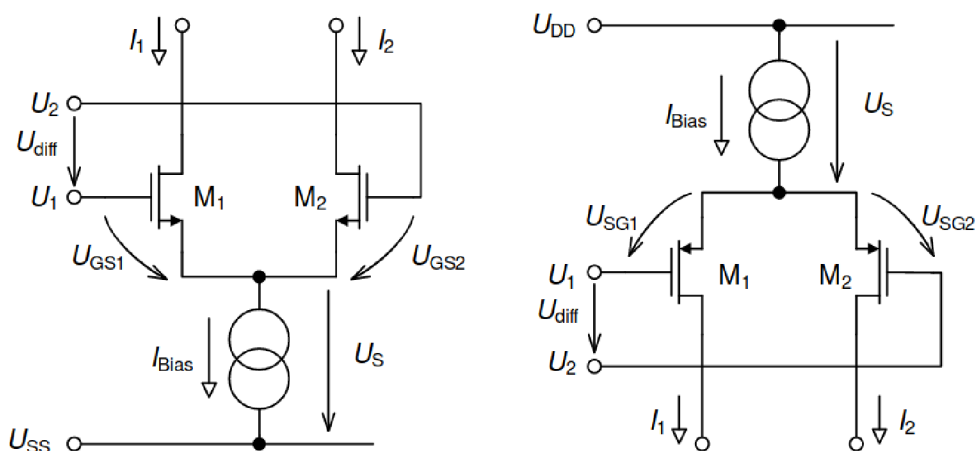 I1
I2
U2
Udiff
U1
M1
M2
UGS1
UGS2
IBias
US
USS
UDD
IBias
US
USG1
USG2
U1
M1
M2
Udiff
U2
I1
I2